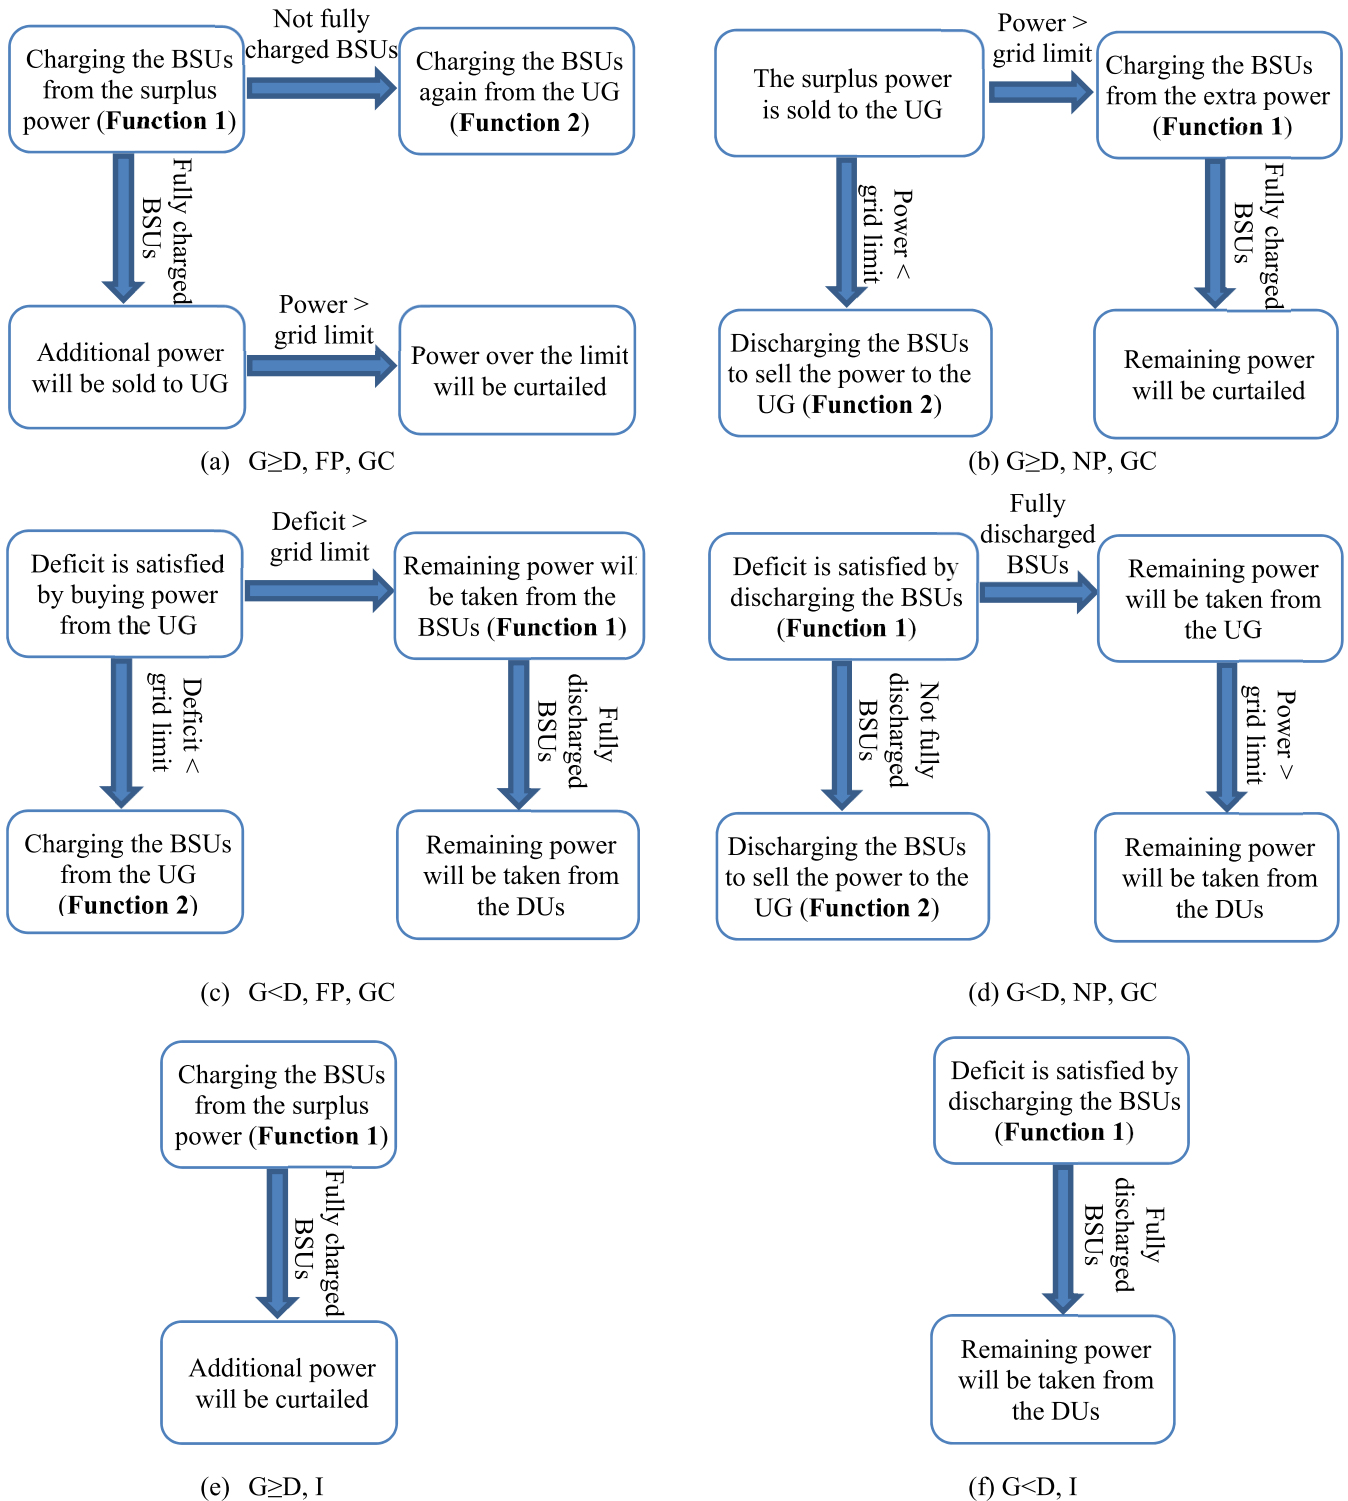 Charging the BSUs
from the surplus
power (Function 1)
Not fully
charged BSUs
Charging the BSUs
again from the UG
(Function 2)
Fully charged
BSUs
Additional power
will be sold to UG
Power >
grid limit
Power over the limit
will be curtailed
(a) G≥D, FP, GC
The surplus power
is sold to the UG
Power >
grid limit
Charging the BSUs
from the extra power
(Function 1)
Power <
grid limit
Fully charged
BSUs
Discharging the BSUs
to sell the power to the
UG (Function 2)
Remaining power
will be curtailed
(b) G≥D, NP, GC
Deficit is satisfied
by buying power
from the UG
Deficit >
grid limit
Remaining power will
be taken from the
BSUs (Function 1)
Deficit <
grid limit
Fully
discharged
BSUs
Charging the BSUs
from the UG
(Function 2)
Remaining power
will be taken from
the DUs
(c) G<D, FP, GC
Deficit is satisfied by
discharging the BSUs
(Function 1)
Fully
discharged
BSUs
Remaining power
will be taken from
the UG
Not fully
discharged
BSUs
Power >
grid limit
Discharging the BSUs
to sell the power to the
UG (Function 2)
Remaining power
will be taken from
the DUs
(d) G<D, NP, GC
Charging the BSUs
from the surplus
power (Function 1)
Fully charged
BSUs
Additional power
will be curtailed
(e) G≥D, I
Deficit is satisfied by
discharging the BSUs
(Function 1)
Fully
discharged
BSUs
Remaining power
will be taken from
the DUs
(f) G<D, I